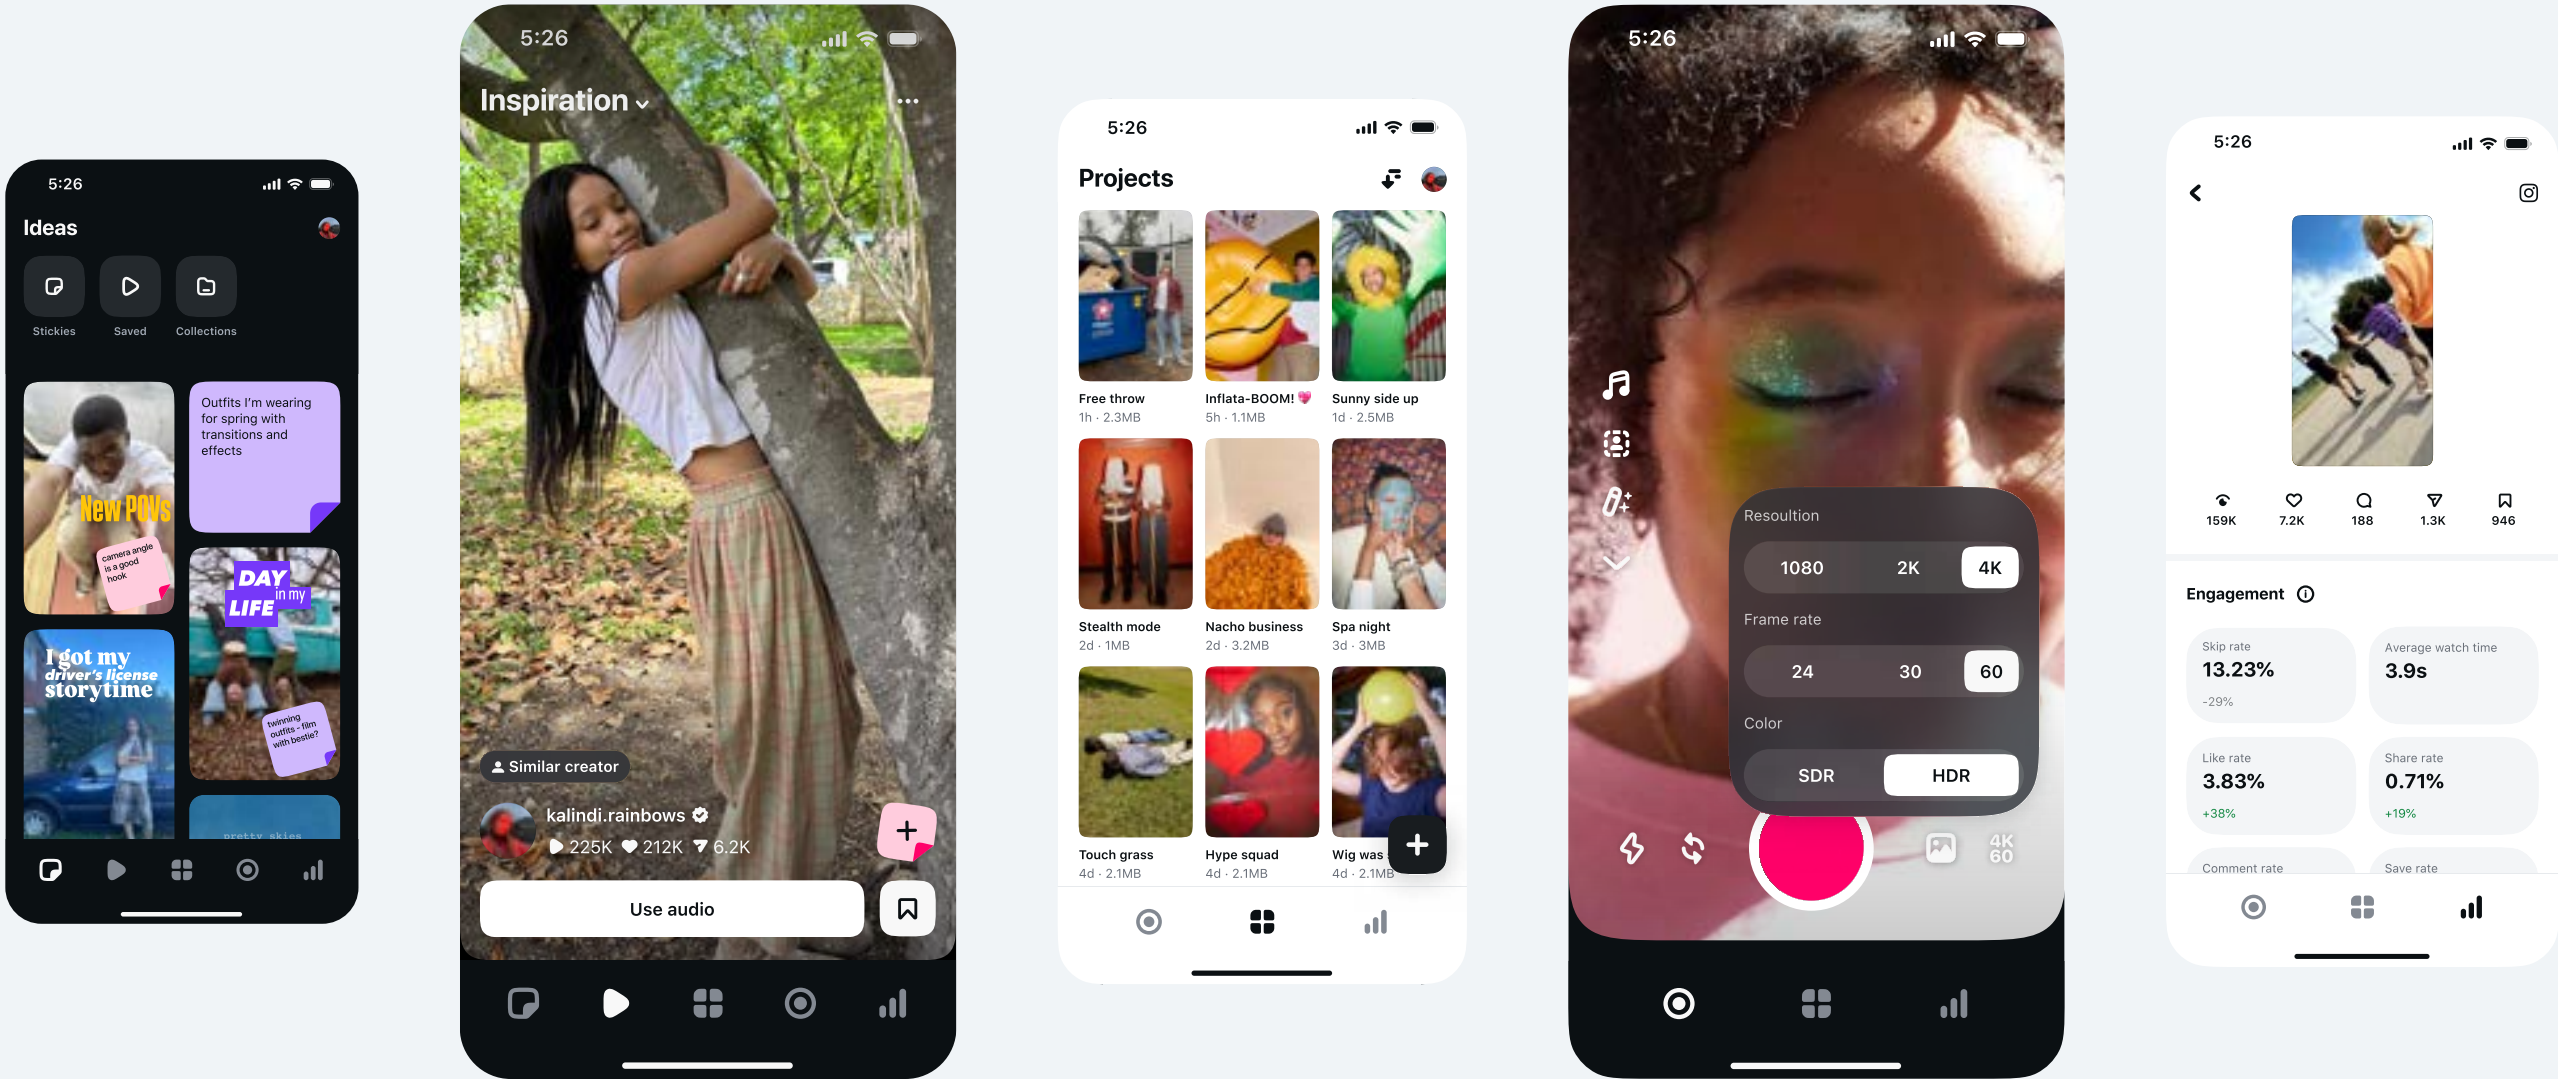 5:26
Ideas
Stickies
Saved
Collections
New POVs
camera angle
is a good
hook
Outfits I'm wearing
for spring with
transitions and
effects
DAY
in my
LIFE
twinning
outfits - film
with bestie?
I got my
driver's license
storytime
pretty skies
5:26
Inspiration
Similar creator
kalindi.rainbows
225K 212K 6.2K
Use audio
5:26
Projects
Free throw
1h · 2.3MB
Inflata-BOOM! 💖
5h · 1.1MB
Sunny side up
1d · 2.5MB
Stealth mode
2d · 1MB
Nacho business
2d · 3.2MB
Spa night
3d · 3MB
Touch grass
4d · 2.1MB
Hype squad
4d · 2.1MB
Wig was
4d · 2.1MB
5:26
Resoultion
1080 2K 4K
Frame rate
24 30 60
Color
SDR HDR
4K
60
5:26
159K 7.2K 188 1.3K 946
Engagement
Skip rate
13.23%
-29%
Average watch time
3.9s
Like rate
3.83%
+38%
Share rate
0.71%
+19%
Comment rate
Save rate